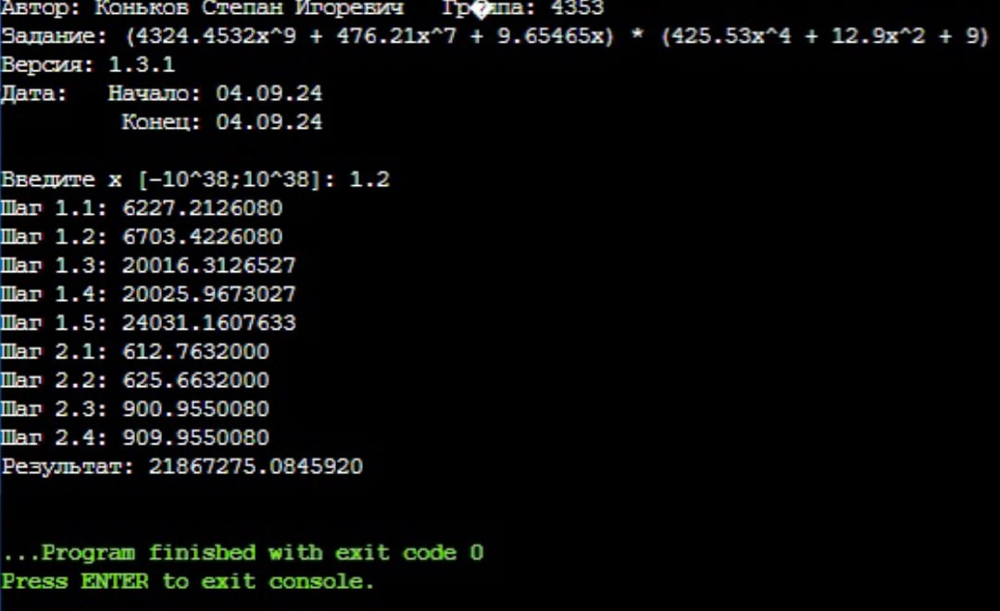 Автор: Коньков Степан Игоревич Гр�ппа: 4353
Задание: (4324.4532x^9 + 476.21x^7 + 9.65465x) * (425.53x^4 + 12.9x^2 + 9)
Версия: 1.3.1
Дата: Начало: 04.09.24
Конец: 04.09.24
Введите x [-10^38;10^38]: 1.2
Шаг 1.1: 6227.2126080
Шаг 1.2: 6703.4226080
Шаг 1.3: 20016.3126527
Шаг 1.4: 20025.9673027
Шаг 1.5: 24031.1607633
Шаг 2.1: 612.7632000
Шаг 2.2: 625.6632000
Шаг 2.3: 900.9550080
Шаг 2.4: 909.9550080
Результат: 21867275.0845920
...Program finished with exit code 0
Press ENTER to exit console.